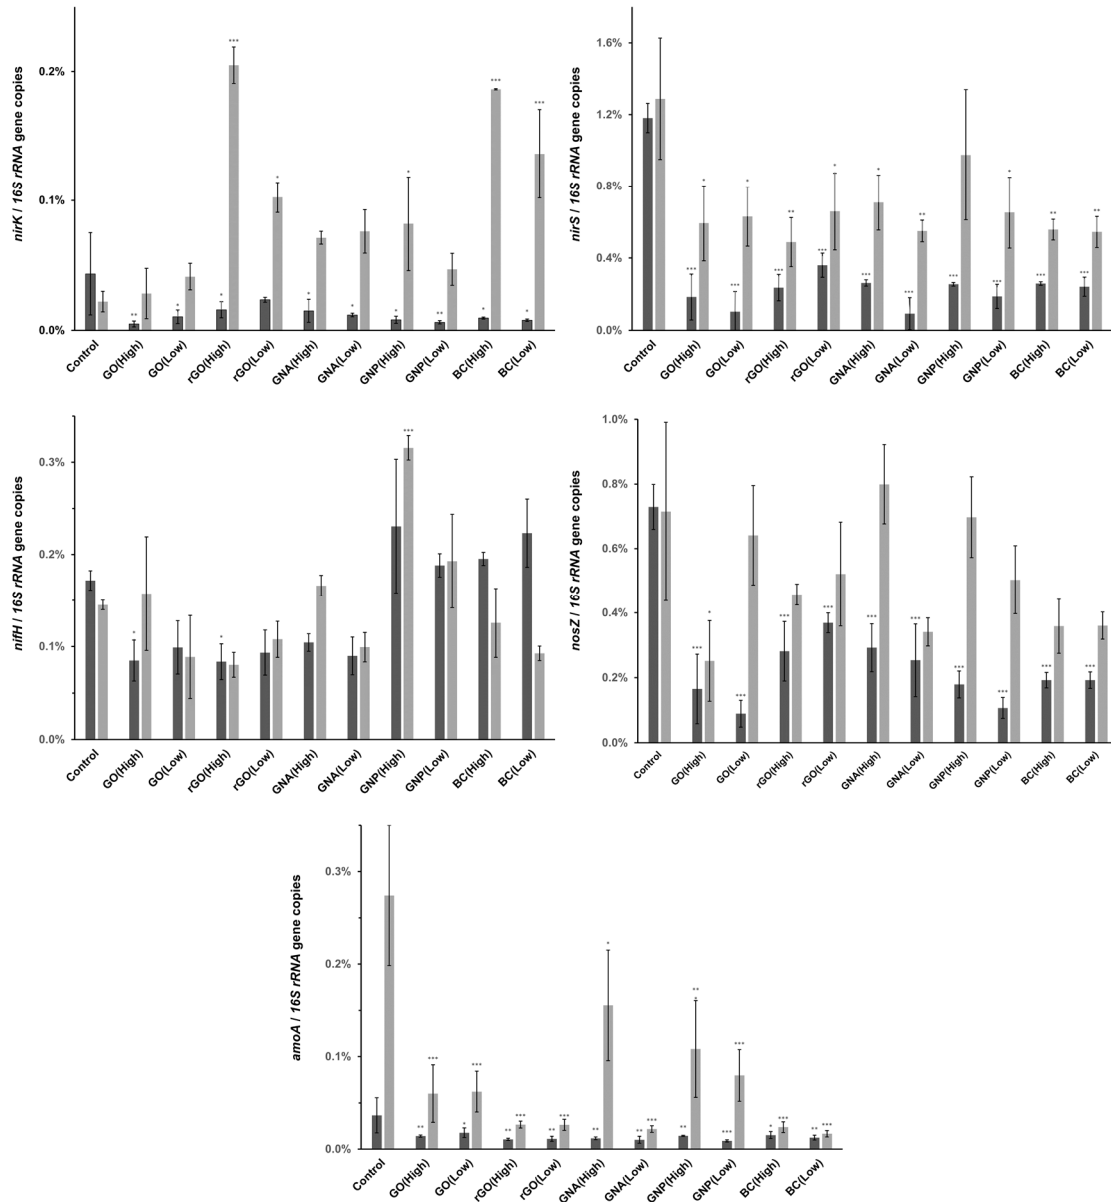 nirK / 16S rRNA gene copies
0.2%
0.1%
0.0%
*** 
** * * * * * * * ** * *** * ***
Control GO(High) GO(Low) rGO(High) rGO(Low) GNA(High) GNA(Low) GNP(High) GNP(Low) BC(High) BC(Low)
nirS / 16S rRNA gene copies
1.6%
1.2%
0.8%
0.4%
0.0%
*** * *** * *** ** *** * *** * *** ** *** *** * *** ** *** **
Control GO(High) GO(Low) rGO(High) rGO(Low) GNA(High) GNA(Low) GNP(High) GNP(Low) BC(High) BC(Low)
nifH / 16S rRNA gene copies
0.3%
0.2%
0.1%
0.0%
* * ***
Control GO(High) GO(Low) rGO(High) rGO(Low) GNA(High) GNA(Low) GNP(High) GNP(Low) BC(High) BC(Low)
nosZ / 16S rRNA gene copies
1.0%
0.8%
0.6%
0.4%
0.2%
0.0%
*** * *** *** *** *** *** *** *** *** ***
Control GO(High) GO(Low) rGO(High) rGO(Low) GNA(High) GNA(Low) GNP(High) GNP(Low) BC(High) BC(Low)
amoA / 16S rRNA gene copies
0.3%
0.2%
0.1%
0.0%
** *** * *** ** *** ** *** ** * ** *** ** ** * *** *** * *** ** ***
Control GO(High) GO(Low) rGO(High) rGO(Low) GNA(High) GNA(Low) GNP(High) GNP(Low) BC(High) BC(Low)